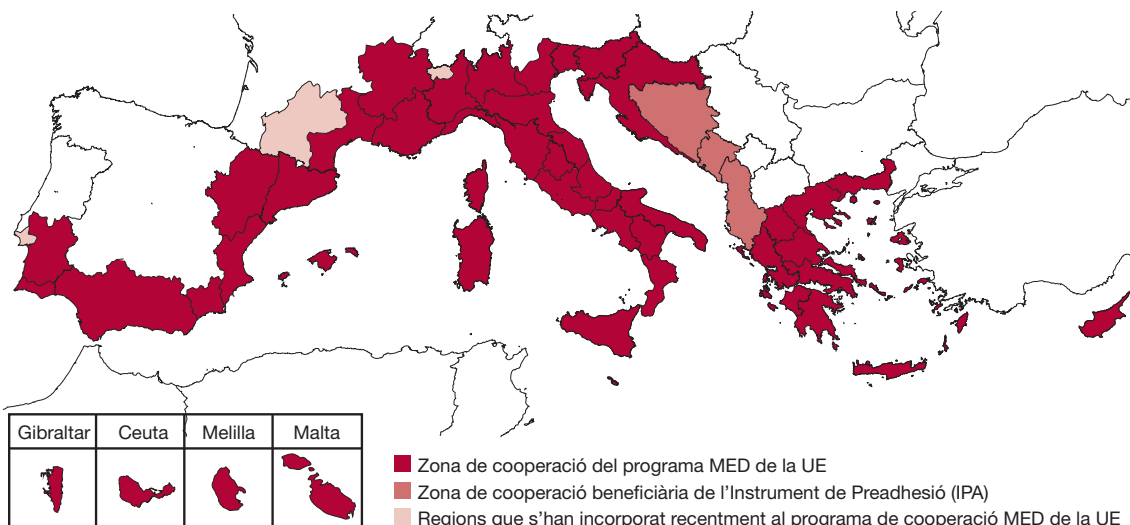 Gibraltar
Ceuta
Melilla
Malta
Zona de cooperació del programa MED de la UE
Zona de cooperació beneficiària de l'Instrument de Preadhesió (IPA)
Regions que s'han incorporat recentment al programa de cooperació MED de la UE